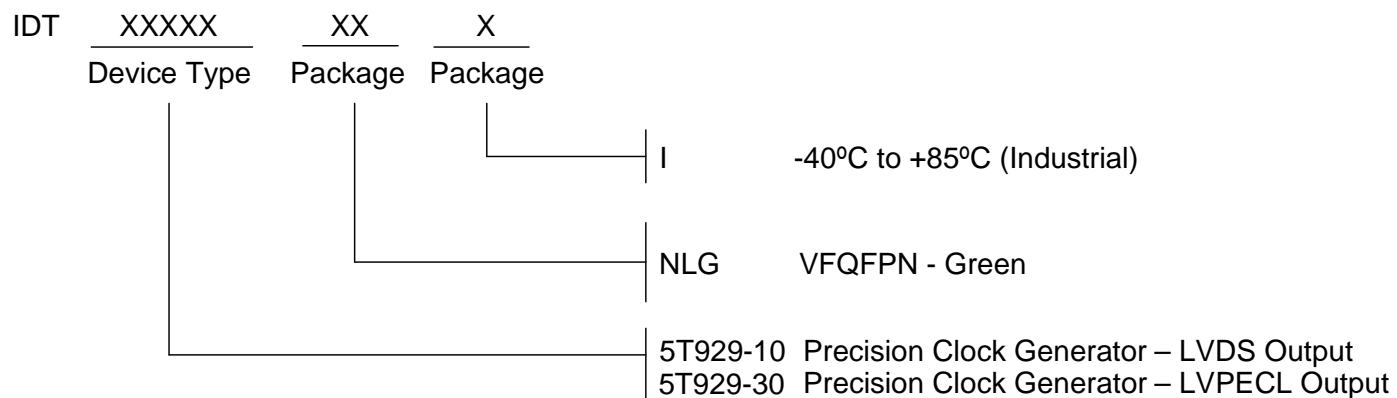 IDT XXXXX XX X
Device Type Package Package
I -40ºC to +85ºC (Industrial)
NLG VFQFPN - Green
5T929-10 Precision Clock Generator – LVDS Output
5T929-30 Precision Clock Generator – LVPECL Output